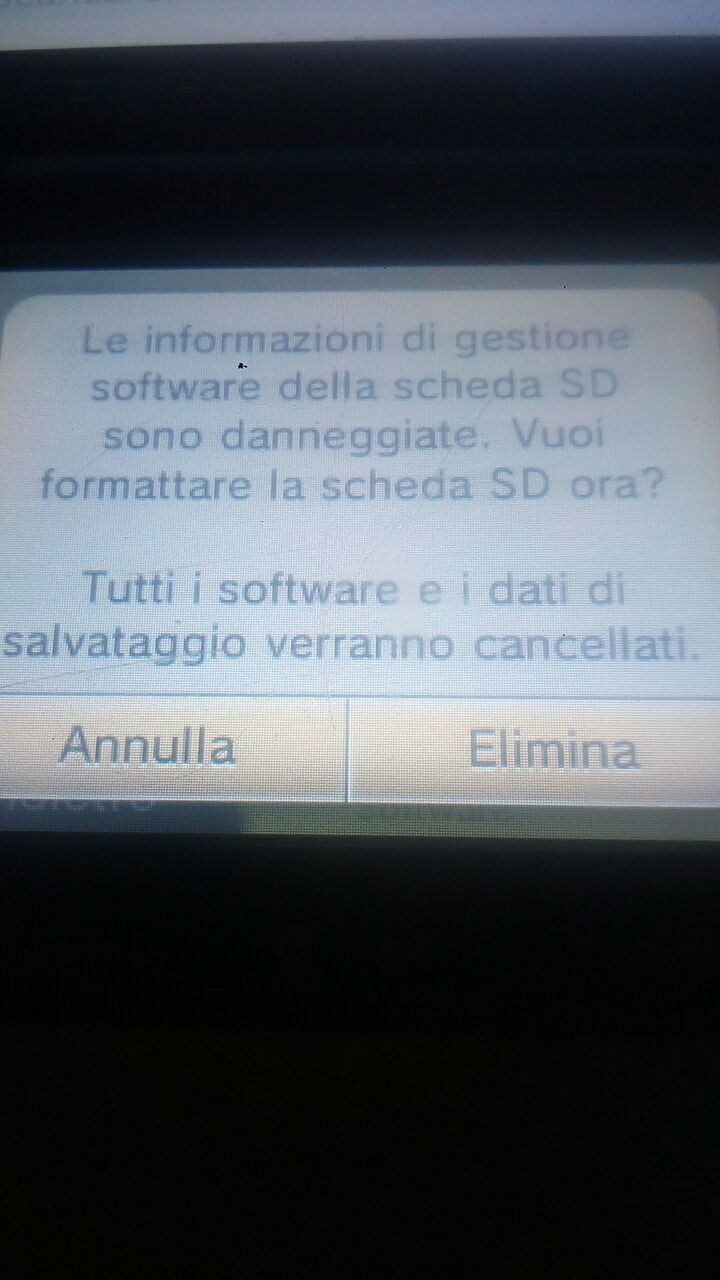 Le informazioni di gestione
software della scheda SD
sono danneggiate. Vuoi
formattare la scheda SD ora?
Tutti i software e i dati di
salvataggio verranno cancellati.
Annulla
Elimina